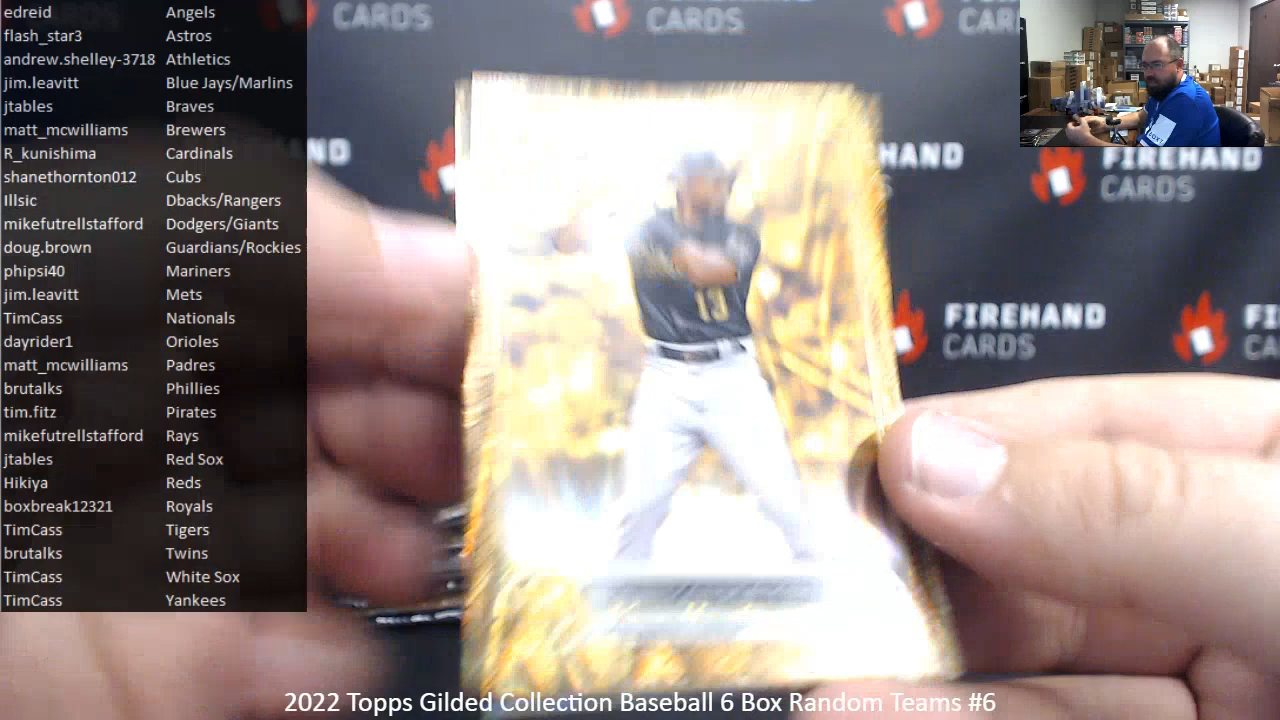 edreid Angels
flash_star3 Astros
andrew.shelley-3718 Athletics
jim.leavitt Blue Jays/Marlins
jtables Braves
matt_mcwilliams Brewers
R_kunishima Cardinals
shanethornton012 Cubs
Illsic Dbacks/Rangers
mikefutrellstafford Dodgers/Giants
doug.brown Guardians/Rockies
phipsi40 Mariners
jim.leavitt Mets
TimCass Nationals
dayrider1 Orioles
matt_mcwilliams Padres
brutalks Phillies
tim.fitz Pirates
mikefutrellstafford Rays
jtables Red Sox
Hikiya Reds
boxbreak12321 Royals
TimCass Tigers
brutalks Twins
TimCass White Sox
TimCass Yankees
CARDS
CARDS
FIREHAND
CARDS
FIREHAND
CARDS
13
2022 Topps Gilded Collection Baseball 6 Box Random Teams #6